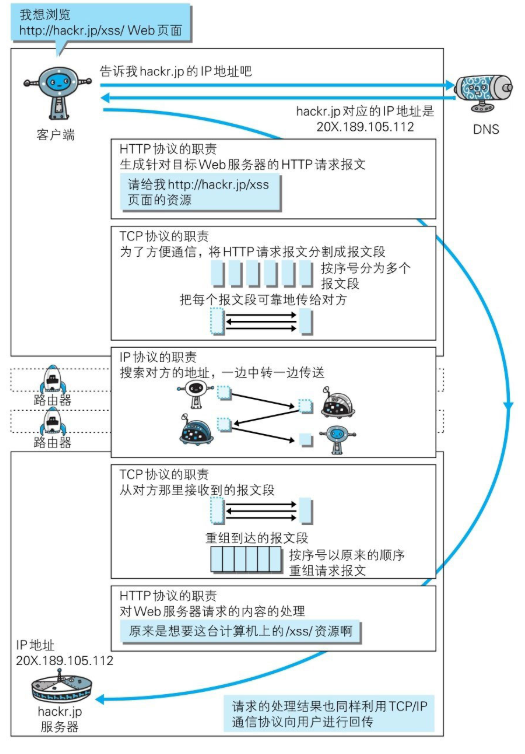 我想浏览
http://hackr.jp/xss/ Web页面
告诉我hackr.jp的IP地址吧
hackr.jp对应的IP地址是
20X.189.105.112
客户端
DNS
HTTP协议的职责
生成针对目标Web服务器的HTTP请求报文
请给我http://hackr.jp/xss
页面的资源
TCP协议的职责
为了方便通信，将HTTP请求报文分割成报文段
按序号分为多个
报文段
把每个报文段可靠地传给对方
IP协议的职责
搜索对方的地址，一边中转一边传送
路由器
路由器
TCP协议的职责
从对方那里接收到的报文段
重组到达的报文段
按序号以原来的顺序
重组请求报文
HTTP协议的职责
对Web服务器请求的内容的处理
原来是想要这台计算机上的/xss/资源啊
IP地址
20X.189.105.112
hackr.jp
服务器
请求的处理结果也同样利用TCP/IP
通信协议向用户进行回传